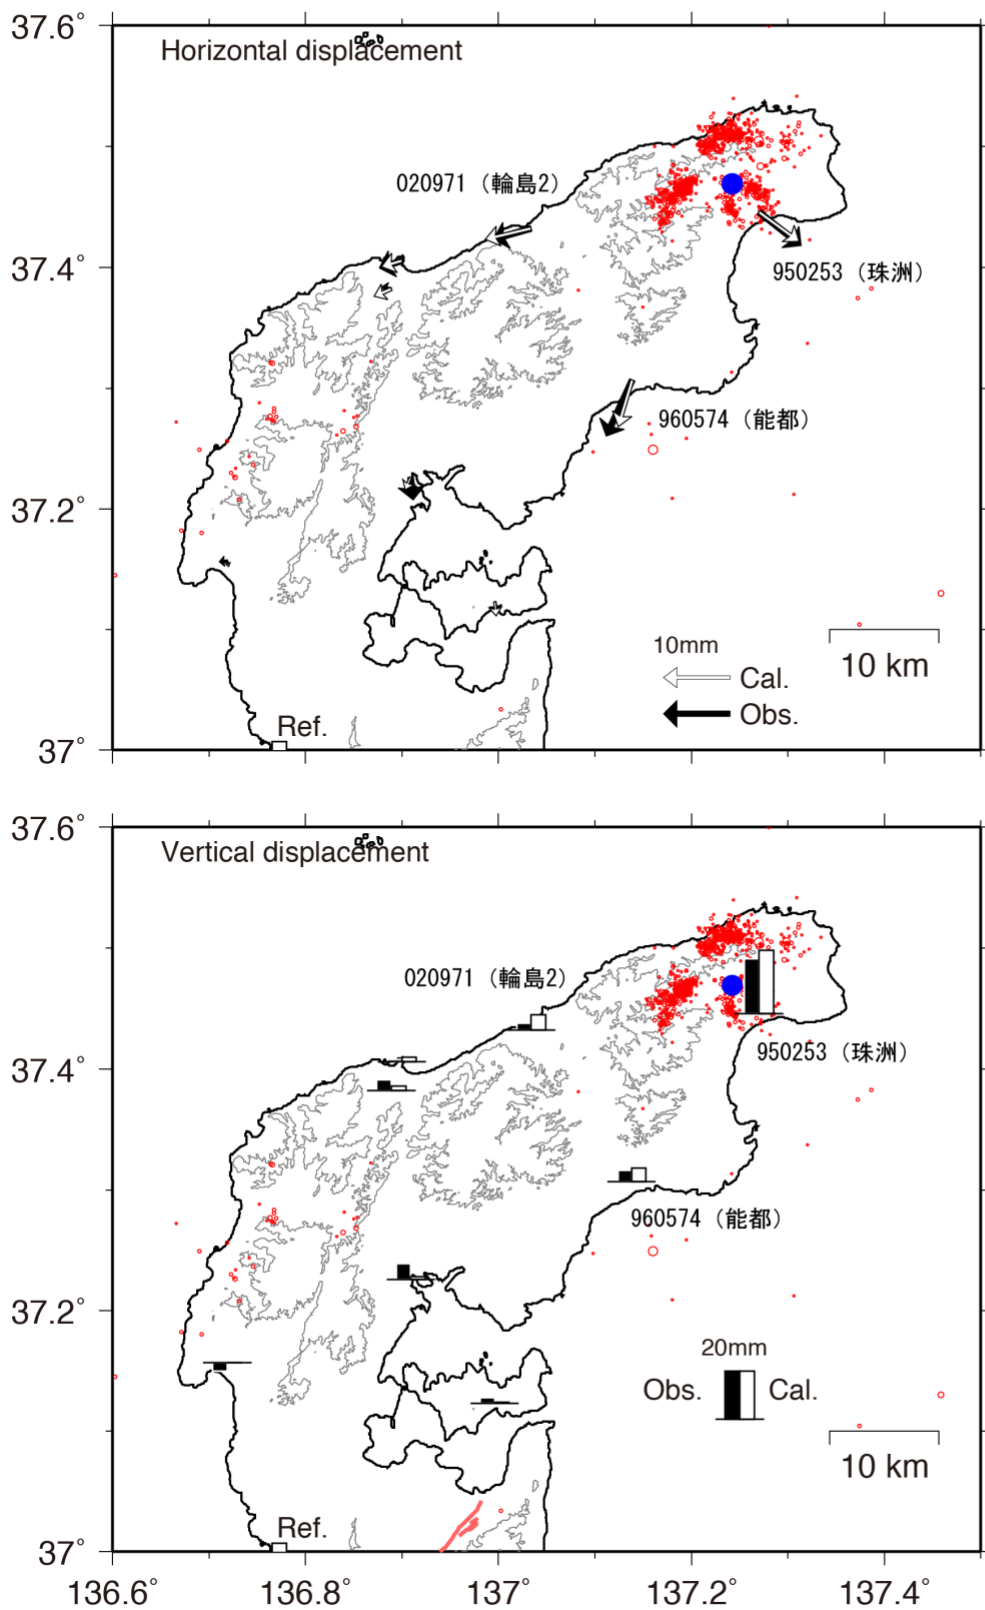 37.6°
Horizontal displacement
020971 (輪島2)
37.4°
950253 (珠洲)
960574 (能都)
37.2°
10mm
Cal.
10 km
Obs.
Ref.
37°
37.6°
Vertical displacement
020971 (輪島2)
950253 (珠洲)
37.4°
960574 (能都)
37.2°
20mm
Obs. Cal.
10 km
Ref.
37°
136.6° 136.8° 137° 137.2° 137.4°